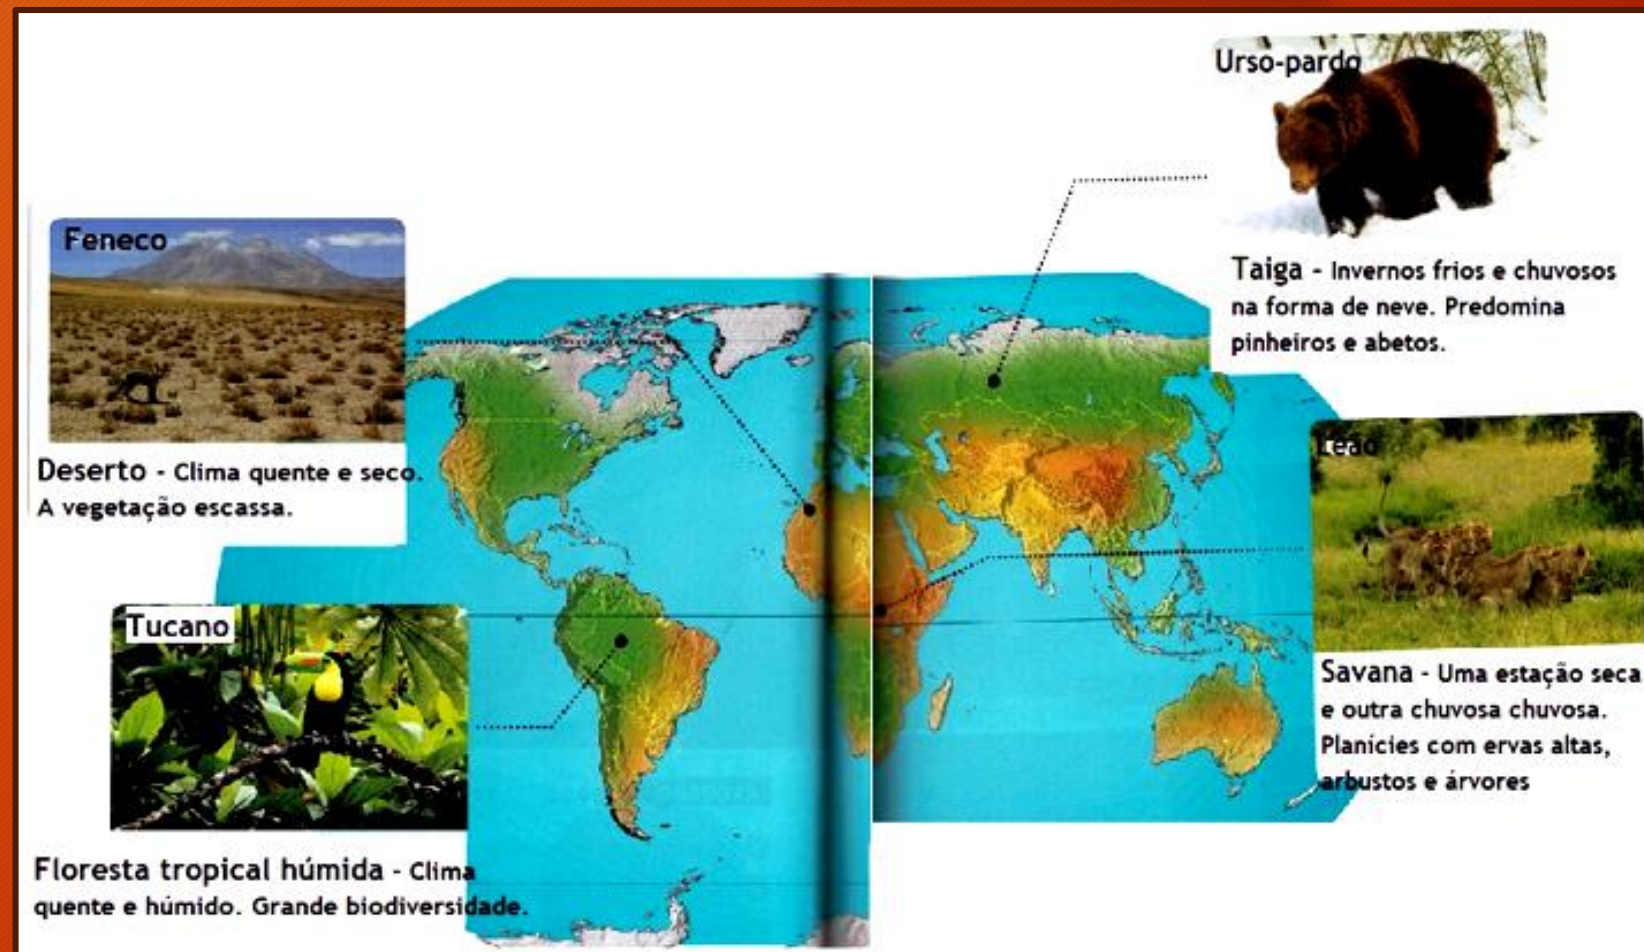 Urso-pardo
Taiga - Invernos frios e chuvosos
na forma de neve. Predomina
pinheiros e abetos.
Feneco
Deserto - Clima quente e seco.
A vegetação escassa.
Leão
Savana - Uma estação seca
e outra chuvosa chuvosa.
Planícies com ervas altas,
arbustos e árvores
Tucano
Floresta tropical húmida - Clima
quente e húmido. Grande biodiversidade.